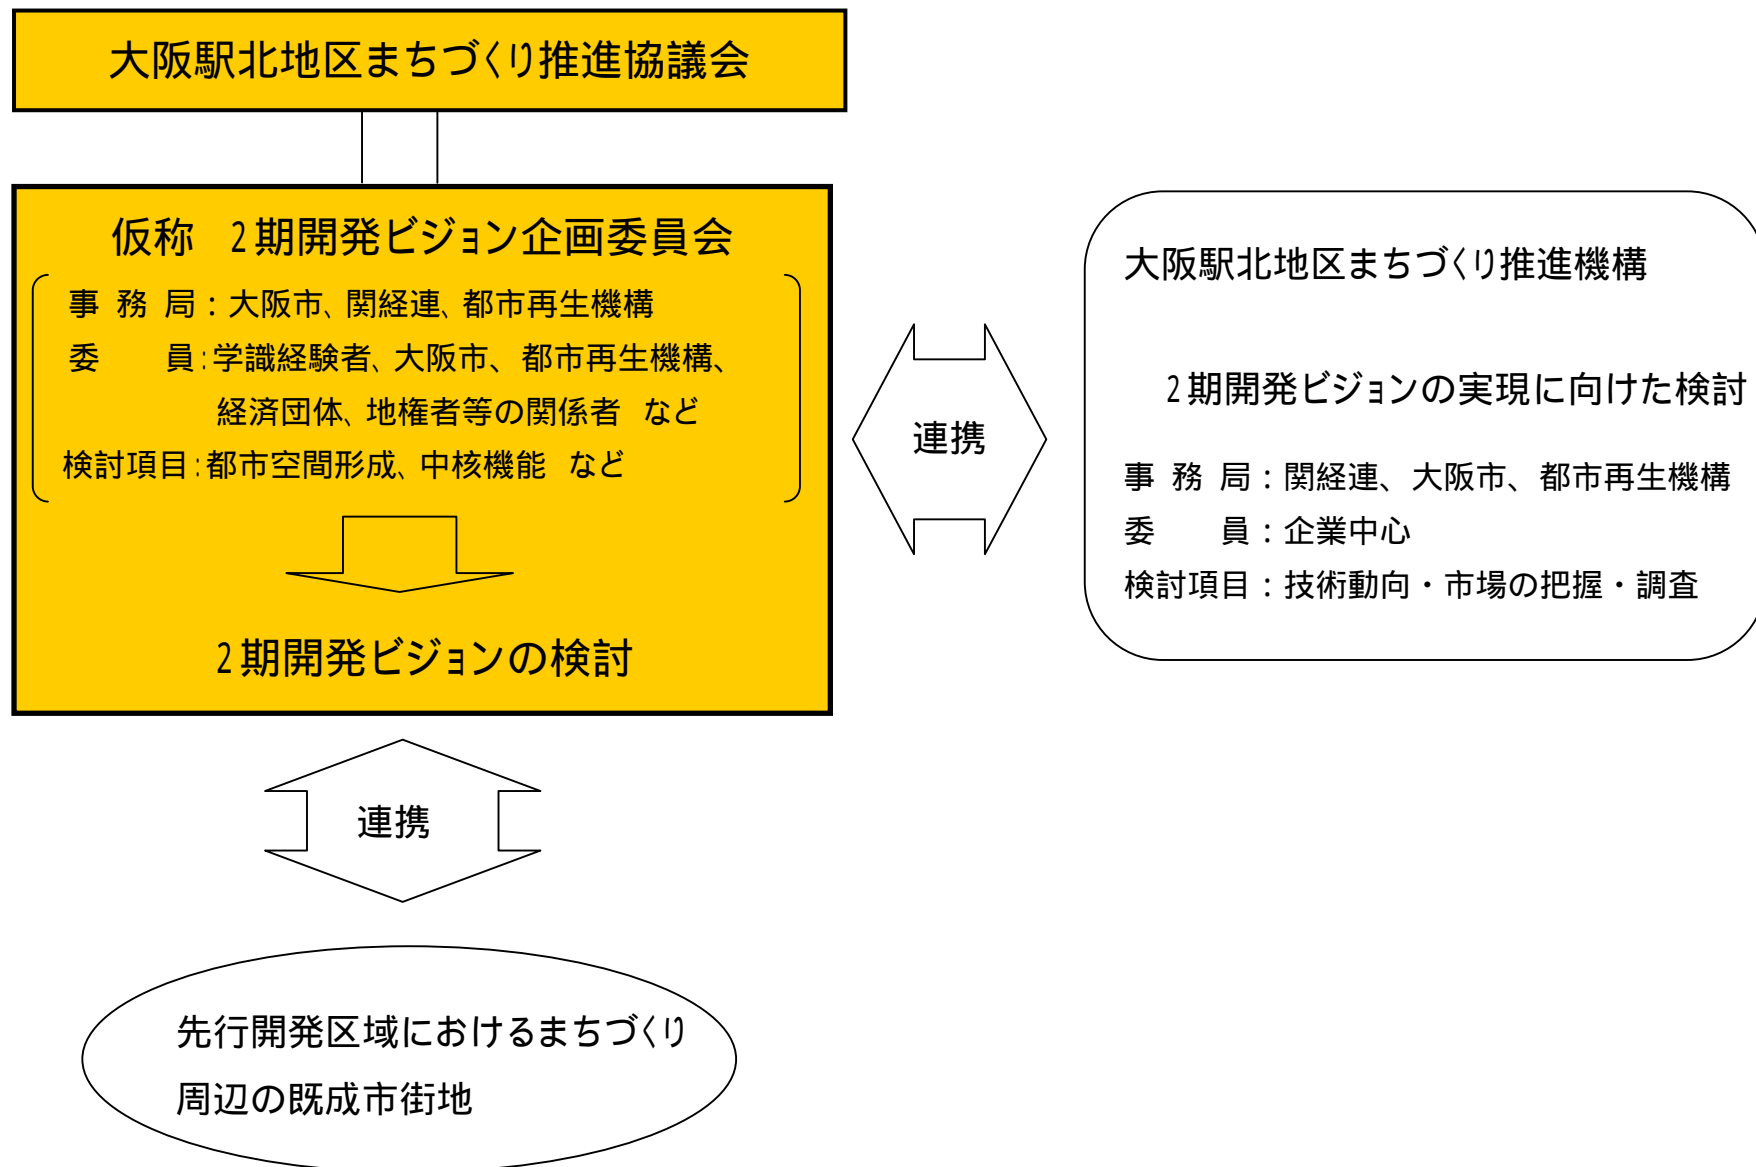 大阪駅北地区まちづくり推進協議会
仮称 2期開発ビジョン企画委員会
事 務 局：大阪市、関経連、都市再生機構
委　　員：学識経験者、大阪市、都市再生機構、
経済団体、地権者等の関係者 など
検討項目：都市空間形成、中核機能 など
2期開発ビジョンの検討
連携
大阪駅北地区まちづくり推進機構
2期開発ビジョンの実現に向けた検討
事 務 局：関経連、大阪市、都市再生機構
委　　員：企業中心
検討項目：技術動向・市場の把握・調査
連携
先行開発区域におけるまちづくり
周辺の既成市街地